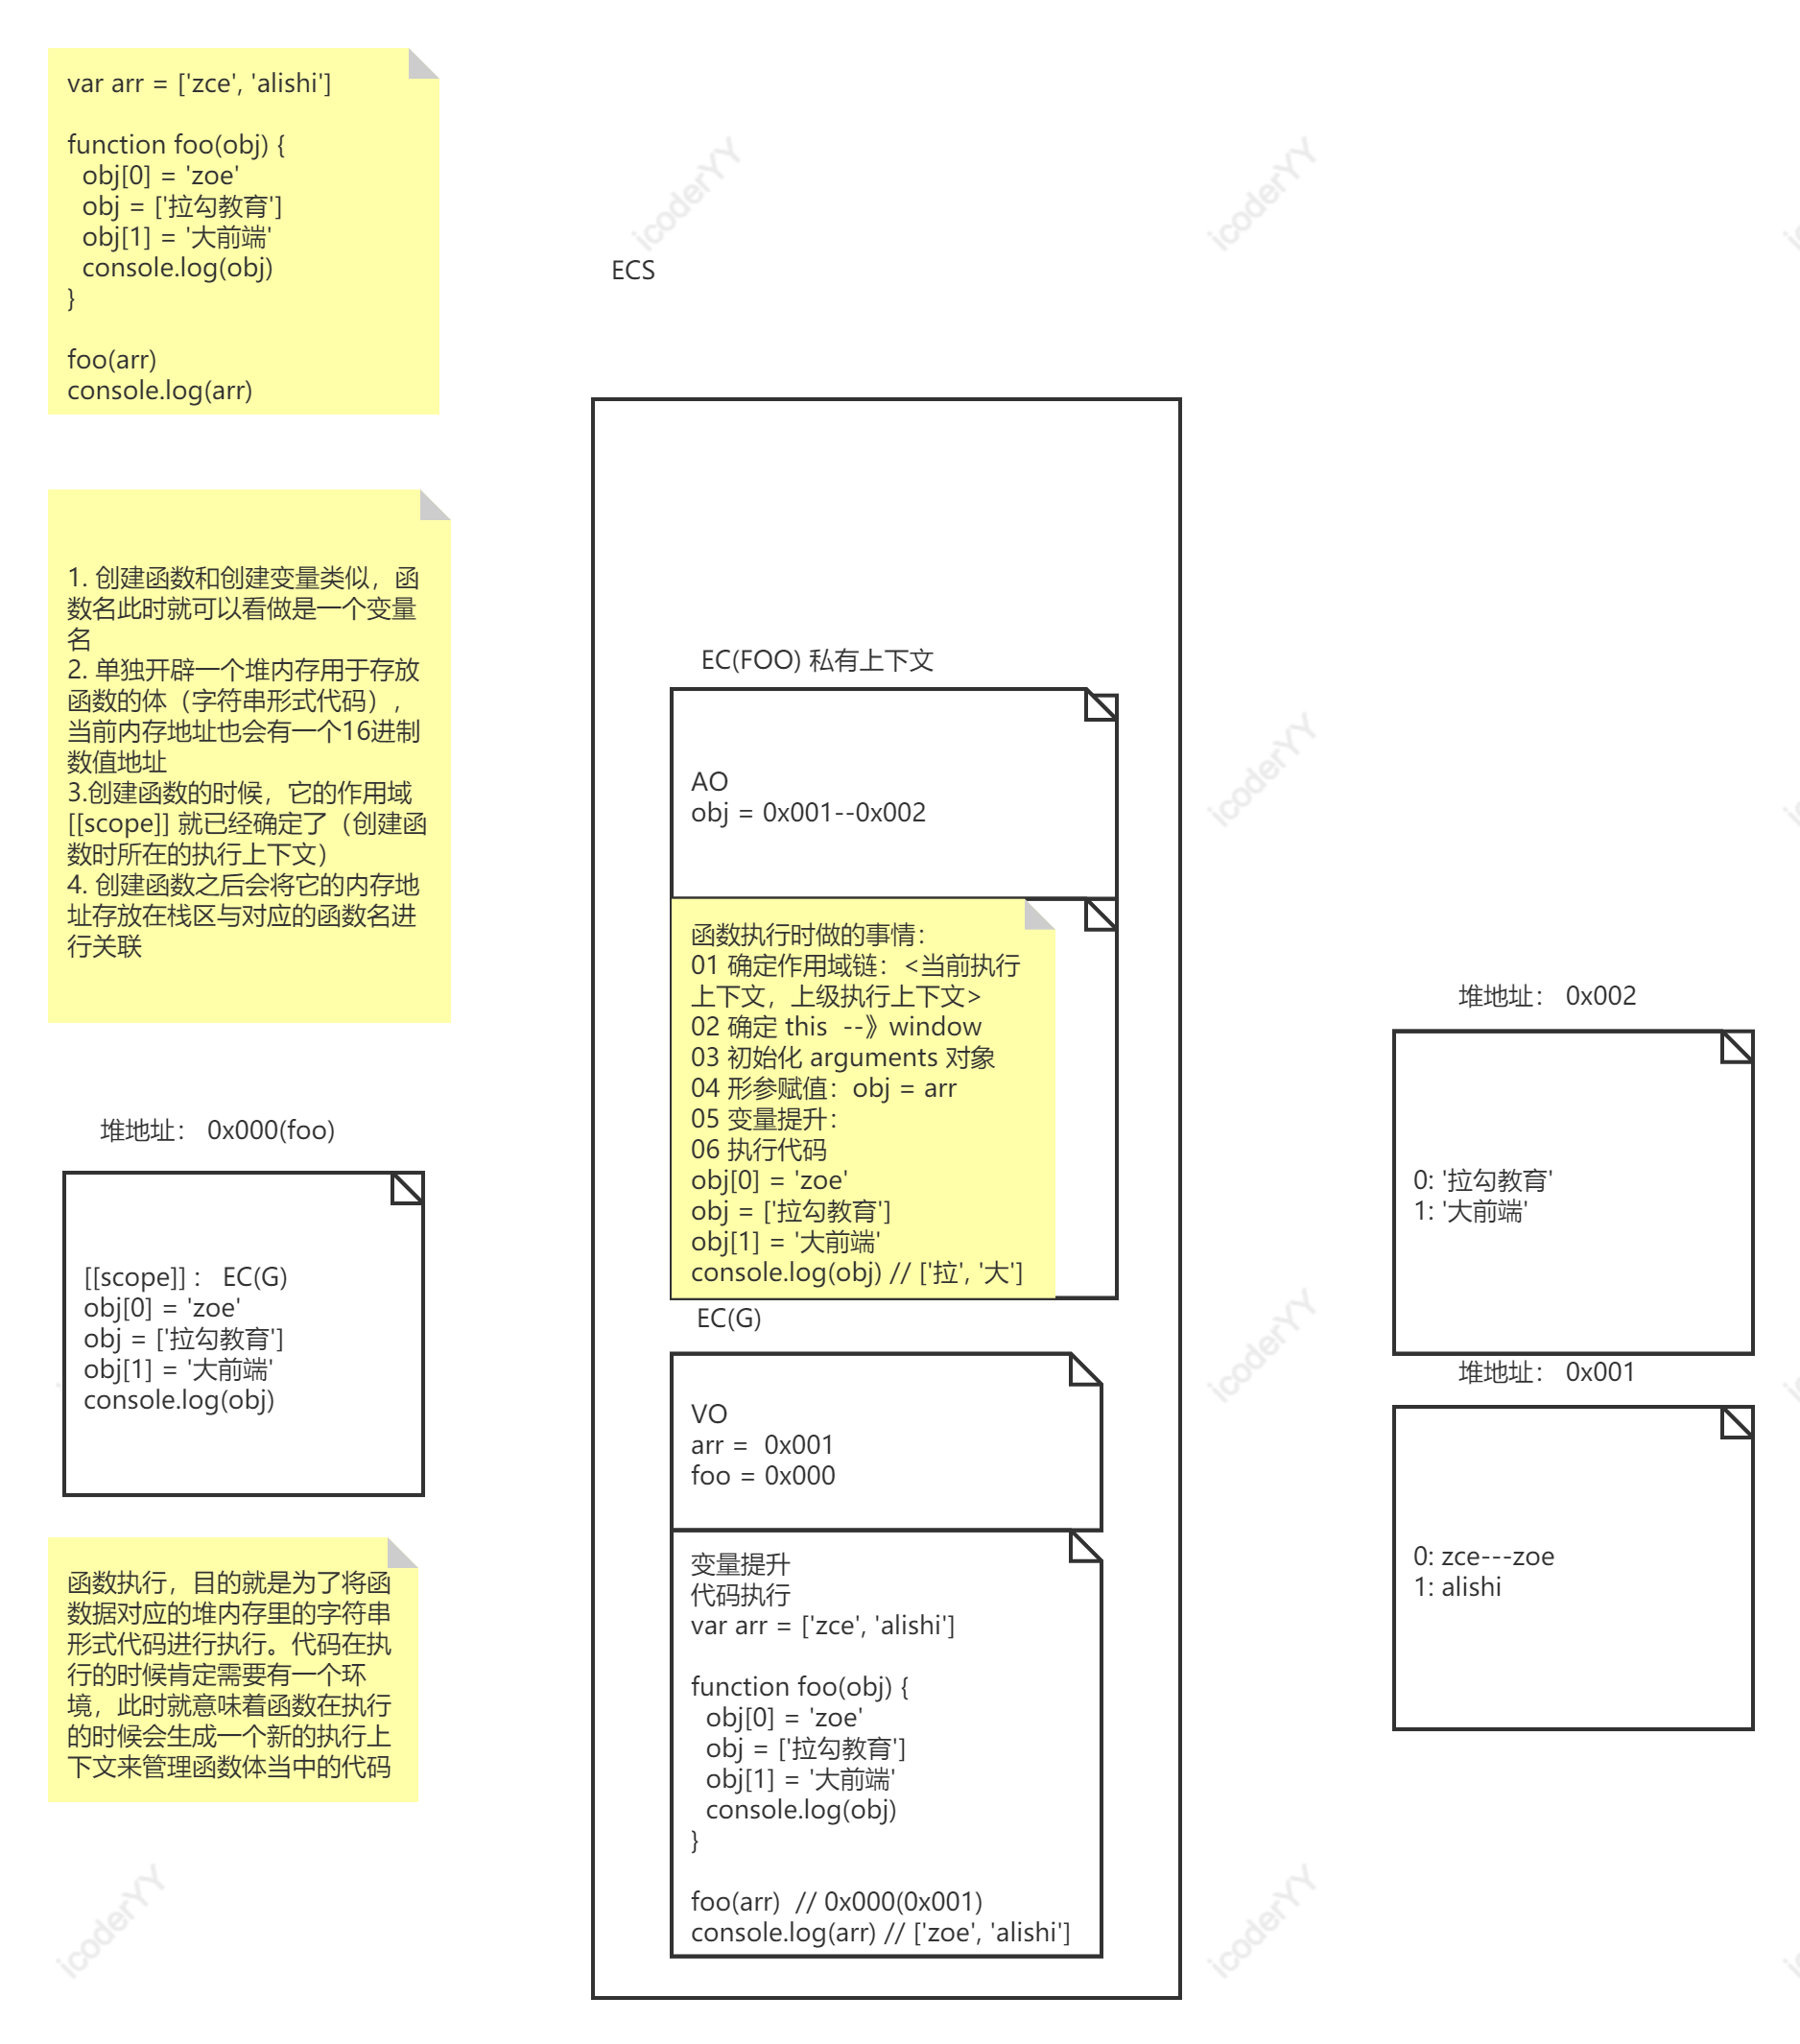 var arr = ['zce', 'alishi']
function foo(obj) {
obj[0] = 'zoe'
obj = ['拉勾教育']
obj[1] = '大前端'
console.log(obj)
}
foo(arr)
console.log(arr)
1. 创建函数和创建变量类似，函
数名此时就可以看做是一个变量
名
2. 单独开辟一个堆内存用于存放
函数的体（字符串形式代码），
当前内存地址也会有一个16进制
数值地址
3.创建函数的时候，它的作用域
[[scope]] 就已经确定了（创建函
数时所在的执行上下文）
4. 创建函数之后会将它的内存地
址存放在栈区与对应的函数名进
行关联
堆地址： 0x000(foo)
[[scope]]： EC(G)
obj[0] = 'zoe'
obj = ['拉勾教育']
obj[1] = '大前端'
console.log(obj)
函数执行，目的就是为了将函
数据对应的堆内存里的字符串
形式代码进行执行。代码在执
行的时候肯定需要有一个环
境，此时就意味着函数在执行
的时候会生成一个新的执行上
下文来管理函数体当中的代码
ECS
EC(FOO) 私有上下文
AO
obj = 0x001--0x002
函数执行时做的事情：
01 确定作用域链：<当前执行
上下文，上级执行上下文>
02 确定 this --》window
03 初始化 arguments 对象
04 形参赋值：obj = arr
05 变量提升：
06 执行代码
obj[0] = 'zoe'
obj = ['拉勾教育']
obj[1] = '大前端'
console.log(obj) // ['拉', '大']
EC(G)
VO
arr = 0x001
foo = 0x000
变量提升
代码执行
var arr = ['zce', 'alishi']
function foo(obj) {
obj[0] = 'zoe'
obj = ['拉勾教育']
obj[1] = '大前端'
console.log(obj)
}
foo(arr) // 0x000(0x001)
console.log(arr) // ['zoe', 'alishi']
堆地址： 0x002
0: '拉勾教育'
1: '大前端'
堆地址： 0x001
0: zce---zoe
1: alishi
icoderYY
icoderYY
icoderYY
icoderYY
icoderYY
icoderYY